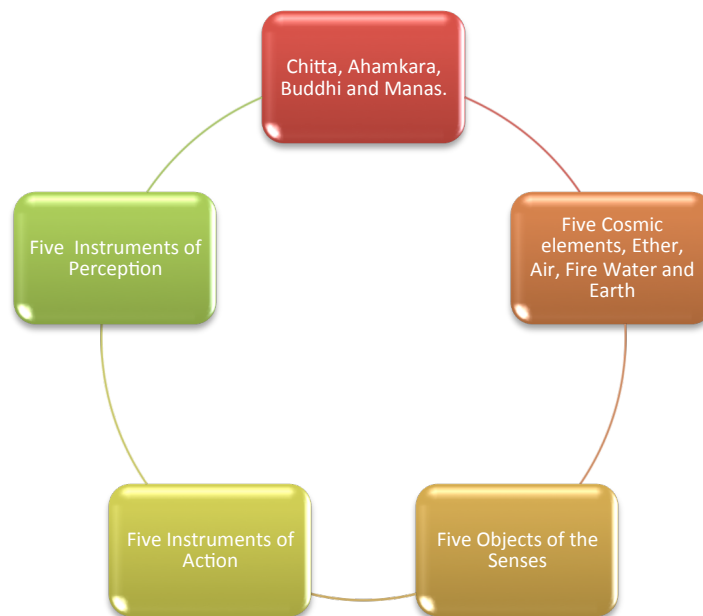 Chitta, Ahamkara,
Buddhi and Manas.
Five Cosmic
elements, Ether,
Air, Fire Water and
Earth
Five Objects of the
Senses
Five Instruments of
Action
Five Instruments of
Perception